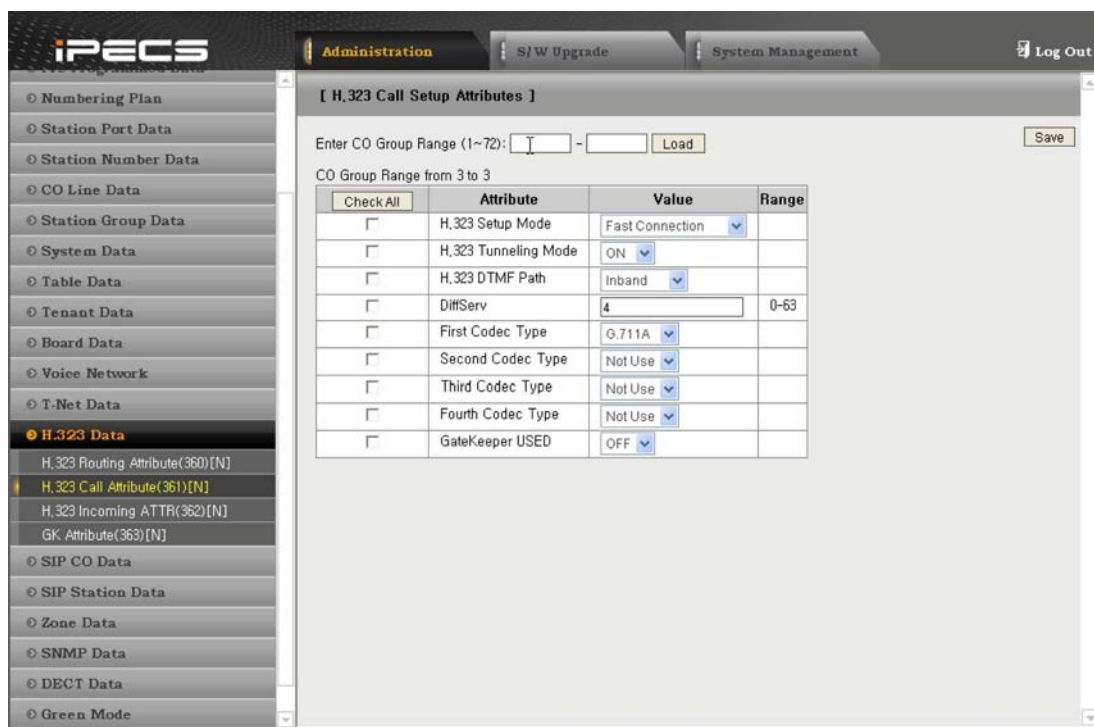 iPECS
Administration
S/W Upgrade
System Management
Log Out
Numbering Plan
Station Port Data
Station Number Data
CO Line Data
Station Group Data
System Data
Table Data
Tenant Data
Board Data
Voice Network
T-Net Data
H.323 Data
H.323 Routing Attribute(360)[N]
H.323 Call Attribute(361)[N]
H.323 Incoming ATTR(362)[N]
GK Attribute(363)[N]
SIP CO Data
SIP Station Data
Zone Data
SNMP Data
DECT Data
Green Mode
[ H.323 Call Setup Attributes ]
Enter CO Group Range (1~72): - Load Save
CO Group Range from 3 to 3
Check All Attribute Value Range
H.323 Setup Mode Fast Connection
H.323 Tunneling Mode ON
H.323 DTMF Path Inband
DiffServ 4 0-63
First Codec Type G.711A
Second Codec Type Not Use
Third Codec Type Not Use
Fourth Codec Type Not Use
GateKeeper USED OFF